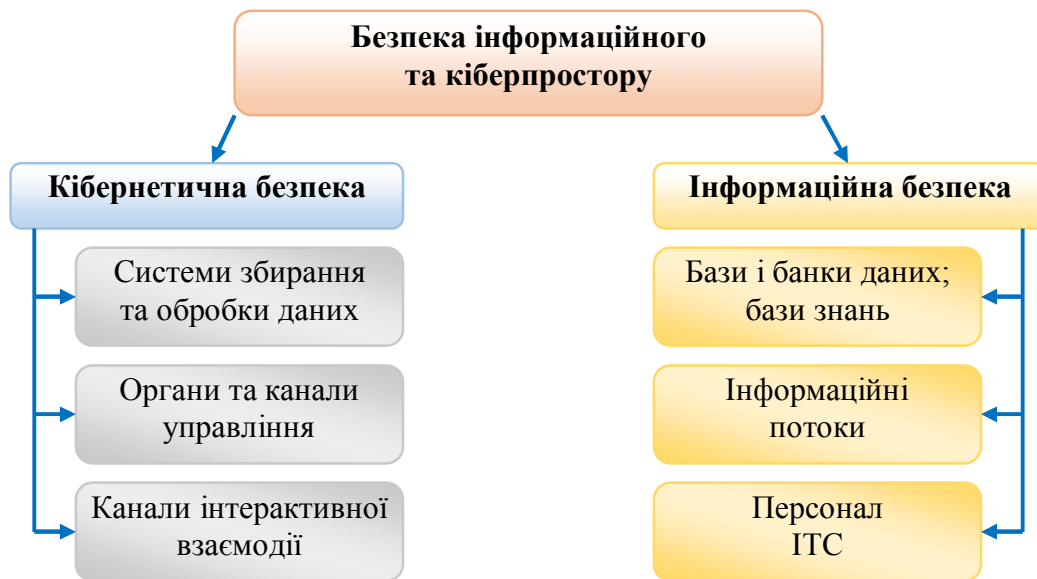 Безпека інформаційного
та кіберпростору
Кібернетична безпека
Системи збирання
та обробки даних
Органи та канали
управління
Канали інтерактивної
взаємодії
Інформаційна безпека
Бази і банки даних;
бази знань
Інформаційні
потоки
Персонал
ІТС